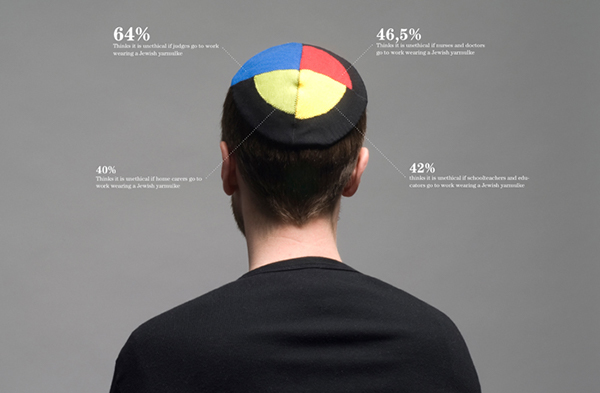 64%
Thinks it is unethical if judges go to work
wearing a Jewish yarmulke
46,5%
Thinks it is unethical if nurses and doctors
go to work wearing a Jewish yarmulke
40%
Thinks it is unethical if home carers go to
work wearing a Jewish yarmulke
42%
thinks it is unethical if schoolteachers and edu-
cators go to work wearing a Jewish yarmulke